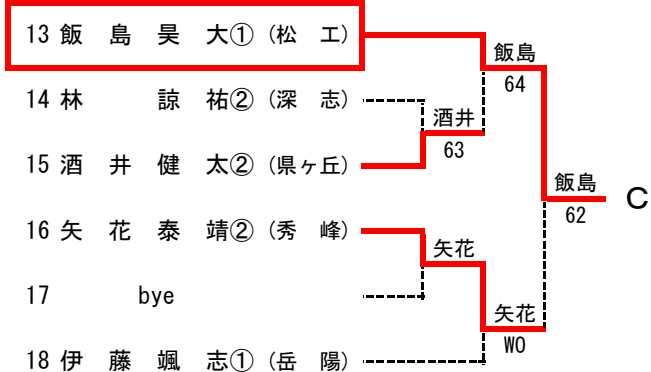 13 飯 島 昊 大① (松 工)
飯島
64
14 林 諒 祐② (深 志)
酒井
63
15 酒 井 健 太② (県ヶ丘)
飯島
62
C
16 矢 花 泰 靖② (秀 峰)
矢花
17 bye
矢花
WO
18 伊 藤 颯 志① (岳 陽)